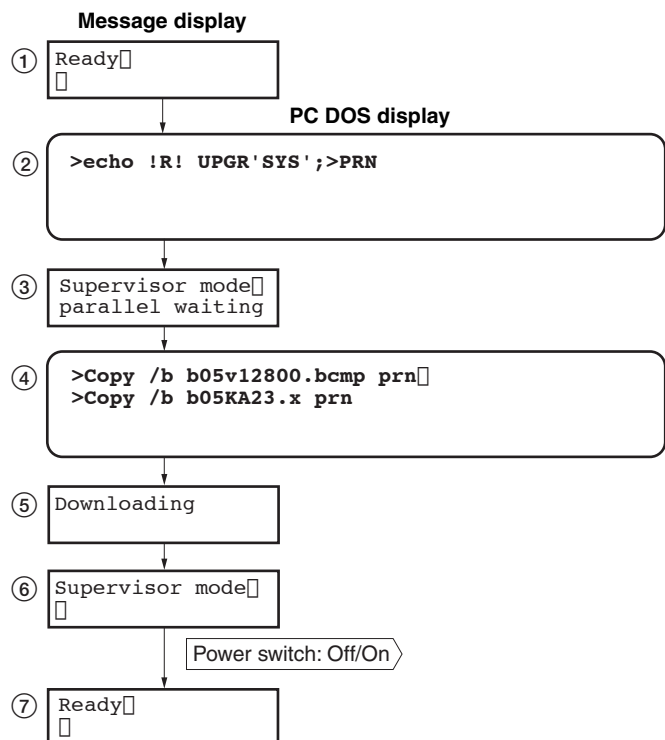 Message display
① Ready▯
▯
PC DOS display
② >echo !R! UPGR'SYS';>PRN
③ Supervisor mode▯
parallel waiting
④ >Copy /b b05v12800.bcmp prn▯
>Copy /b b05KA23.x prn
⑤ Downloading
⑥ Supervisor mode▯
▯
Power switch: Off/On
⑦ Ready▯
▯